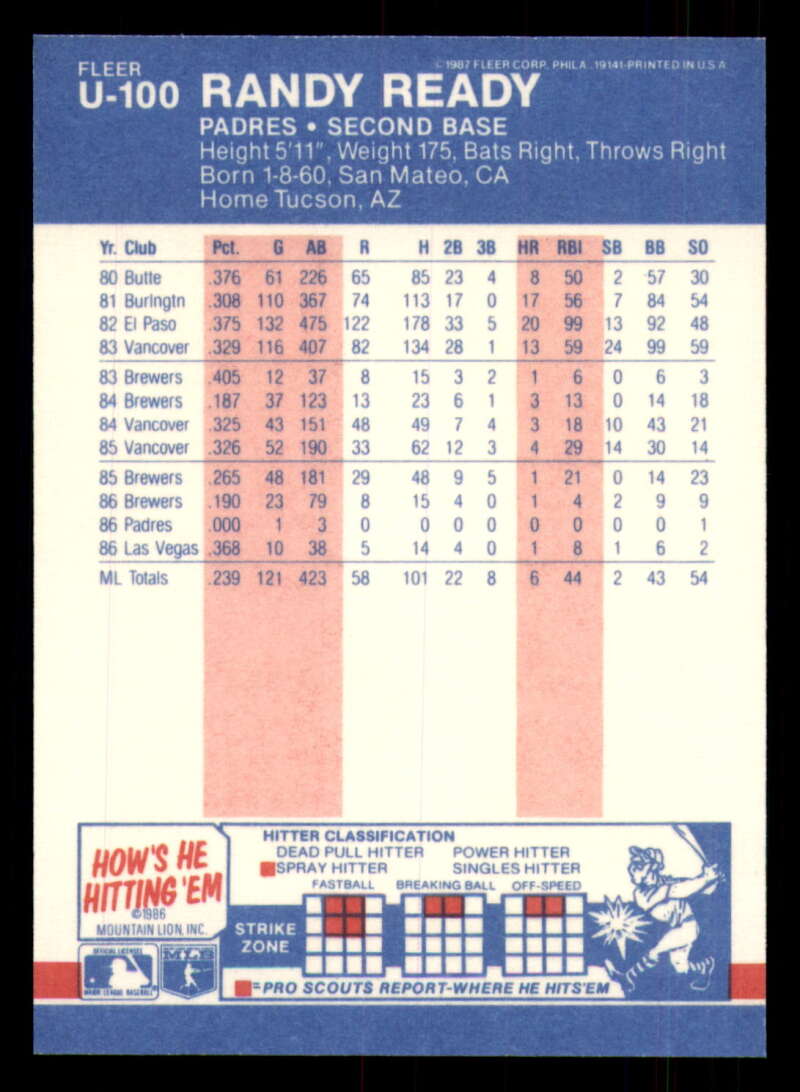 FLEER
©1987 FLEER CORP. PHILA. 19141-PRINTED IN U.S.A.
U-100 RANDY READY
PADRES • SECOND BASE
Height 5'11", Weight 175, Bats Right, Throws Right
Born 1-8-60, San Mateo, CA
Home Tucson, AZ
Yr. Club Pct. G AB R H 2B 3B HR RBI SB BB SO
80 Butte .376 61 226 65 85 23 4 8 50 2 57 30
81 Burlngtn .308 110 367 74 113 17 0 17 56 7 84 54
82 El Paso .375 132 475 122 178 33 5 20 99 13 92 48
83 Vancover .329 116 407 82 134 28 1 13 59 24 99 59
83 Brewers .405 12 37 8 15 3 2 1 6 0 6 3
84 Brewers .187 37 123 13 23 6 1 3 13 0 14 18
84 Vancover .325 43 151 48 49 7 4 3 18 10 43 21
85 Vancover .326 52 190 33 62 12 3 4 29 14 30 14
85 Brewers .265 48 181 29 48 9 5 1 21 0 14 23
86 Brewers .190 23 79 8 15 4 0 1 4 2 9 9
86 Padres .000 1 3 0 0 0 0 0 0 0 0 1
86 Las Vegas .368 10 38 5 14 4 0 1 8 1 6 2
ML Totals .239 121 423 58 101 22 8 6 44 2 43 54
HOW'S HE
HITTING 'EM
©1986
MOUNTAIN LION, INC.
OFFICIAL LICENSEE
MAJOR LEAGUE BASEBALL
MLB
HITTER CLASSIFICATION
DEAD PULL HITTER POWER HITTER
SPRAY HITTER SINGLES HITTER
FASTBALL BREAKING BALL OFF-SPEED
STRIKE
ZONE
=PRO SCOUTS REPORT-WHERE HE HITS'EM